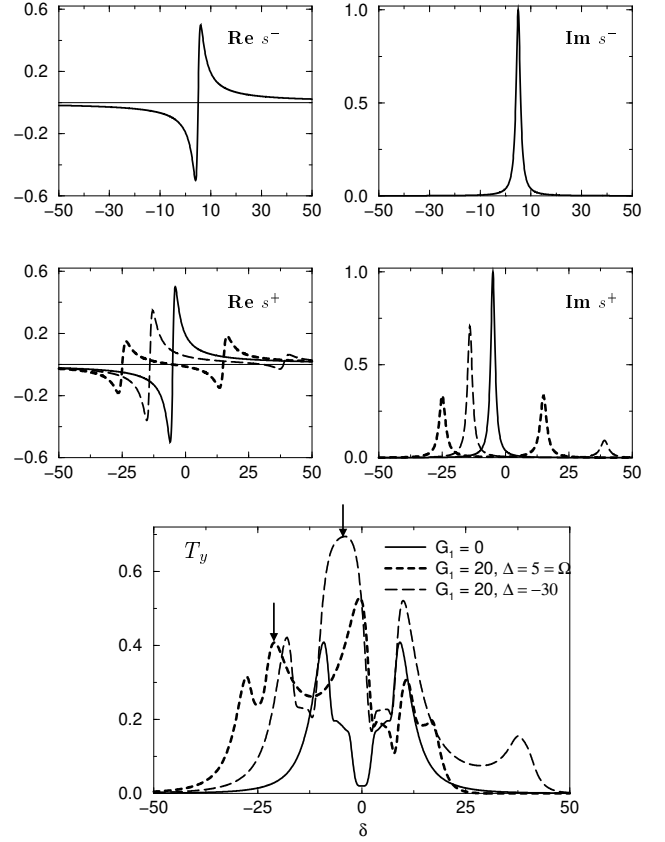 0.6
0.2
−0.2
−0.6
Re s⁻
−50 −30 −10 10 30 50
1.0
0.5
0.0
Im s⁻
−50 −30 −10 10 30 50
0.6
0.2
−0.2
−0.6
Re s⁺
−50 −25 0 25 50
1.0
0.5
0.0
Im s⁺
−50 −25 0 25 50
T_y
0.6
0.4
0.2
0.0
G₁ = 0
G₁ = 20, Δ = 5 = Ω
G₁ = 20, Δ = −30
−50 −25 0 25 50
δ